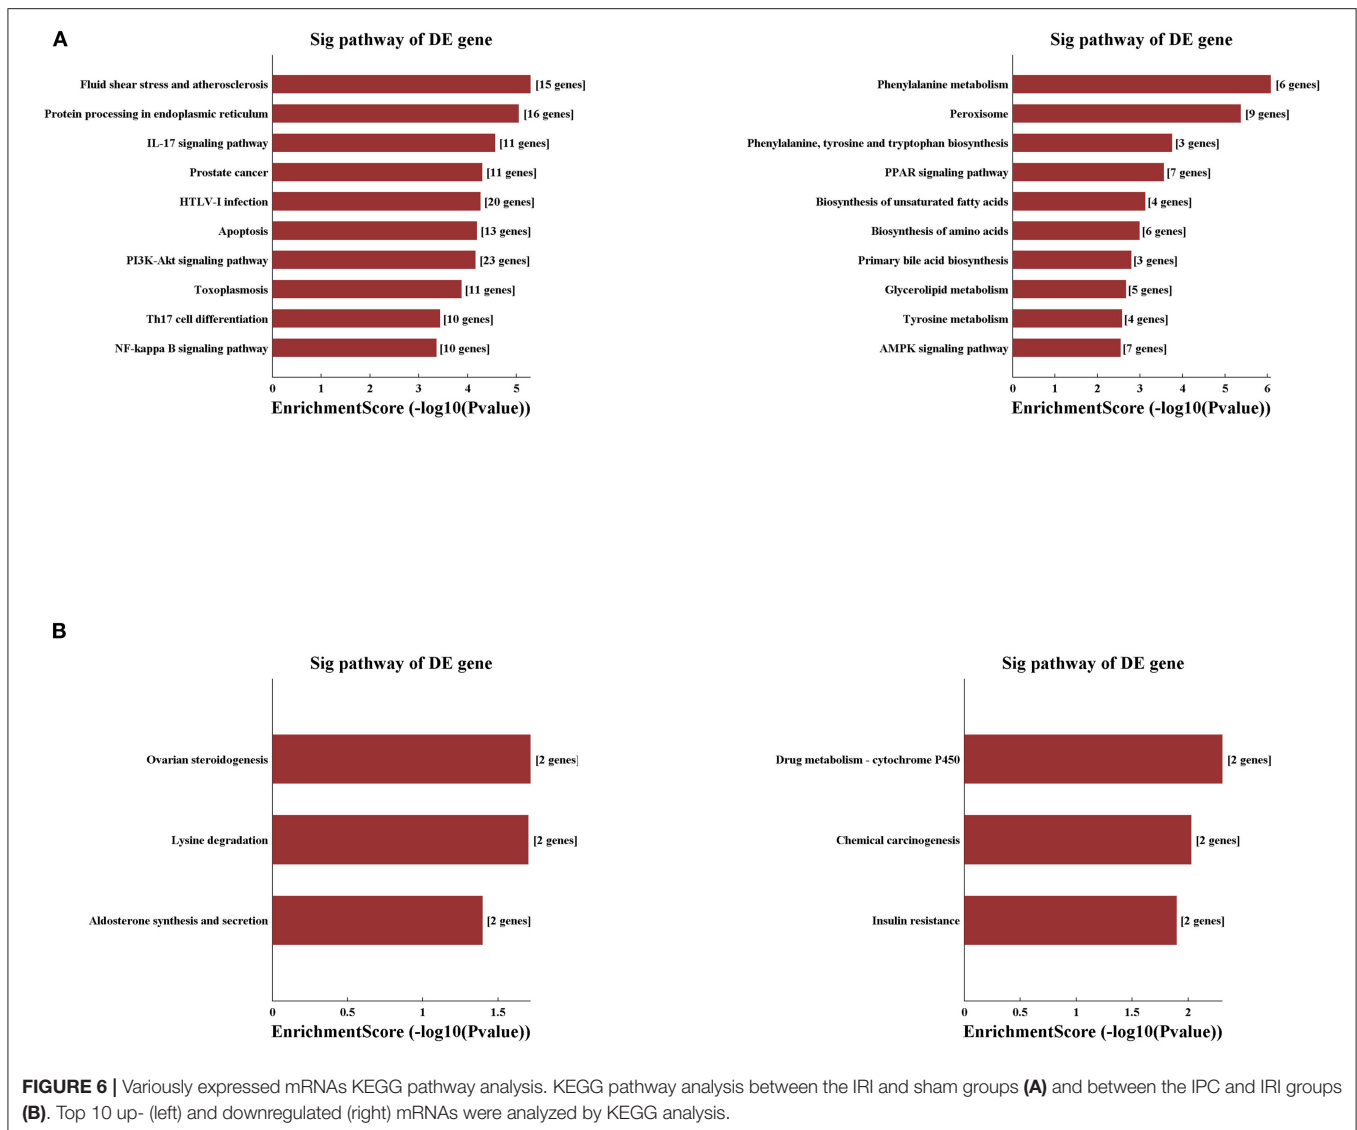 A
Sig pathway of DE gene
Fluid shear stress and atherosclerosis [15 genes]
Protein processing in endoplasmic reticulum [16 genes]
IL-17 signaling pathway [11 genes]
Prostate cancer [11 genes]
HTLV-I infection [20 genes]
Apoptosis [13 genes]
PI3K-Akt signaling pathway [23 genes]
Toxoplasmosis [11 genes]
Th17 cell differentiation [10 genes]
NF-kappa B signaling pathway [10 genes]
0 1 2 3 4 5
EnrichmentScore (-log10(Pvalue))
Sig pathway of DE gene
Phenylalanine metabolism [6 genes]
Peroxisome [9 genes]
Phenylalanine, tyrosine and tryptophan biosynthesis [3 genes]
PPAR signaling pathway [7 genes]
Biosynthesis of unsaturated fatty acids [4 genes]
Biosynthesis of amino acids [6 genes]
Primary bile acid biosynthesis [3 genes]
Glycerolipid metabolism [5 genes]
Tyrosine metabolism [4 genes]
AMPK signaling pathway [7 genes]
0 1 2 3 4 5 6
EnrichmentScore (-log10(Pvalue))
B
Sig pathway of DE gene
Ovarian steroidogenesis [2 genes]
Lysine degradation [2 genes]
Aldosterone synthesis and secretion [2 genes]
0 0.5 1 1.5
EnrichmentScore (-log10(Pvalue))
Sig pathway of DE gene
Drug metabolism - cytochrome P450 [2 genes]
Chemical carcinogenesis [2 genes]
Insulin resistance [2 genes]
0 0.5 1 1.5 2
EnrichmentScore (-log10(Pvalue))
FIGURE 6 | Variously expressed mRNAs KEGG pathway analysis. KEGG pathway analysis between the IRI and sham groups (A) and between the IPC and IRI groups
(B). Top 10 up- (left) and downregulated (right) mRNAs were analyzed by KEGG analysis.